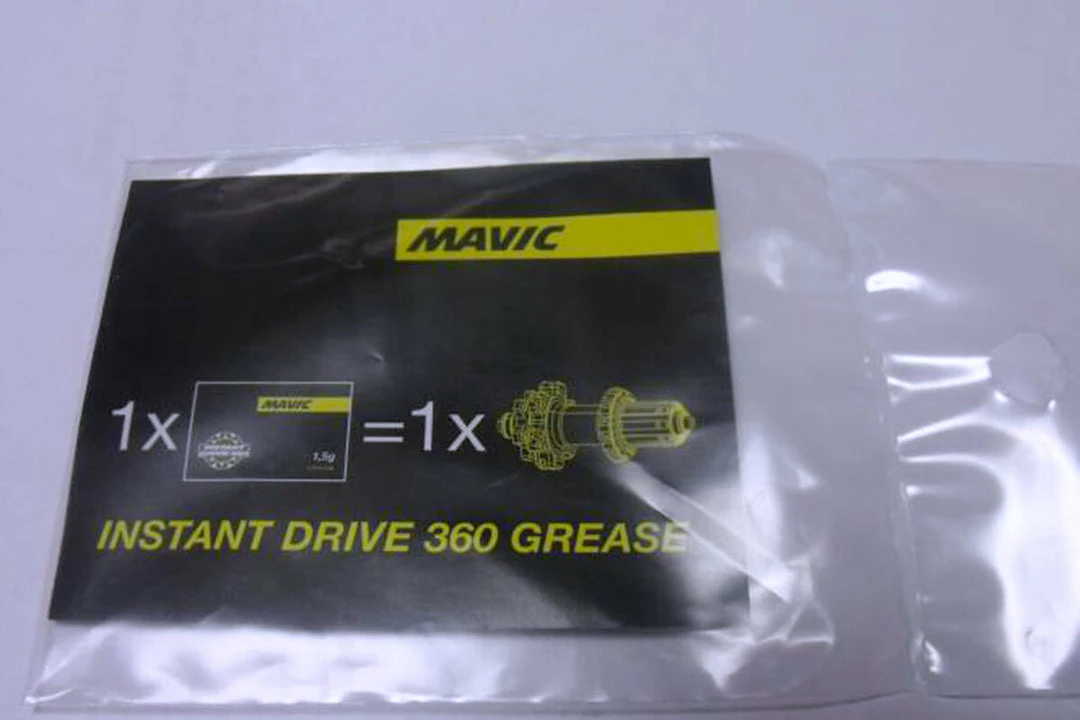 MAVIC
1x MAVIC 1,5g =1x
INSTANT DRIVE 360 GREASE